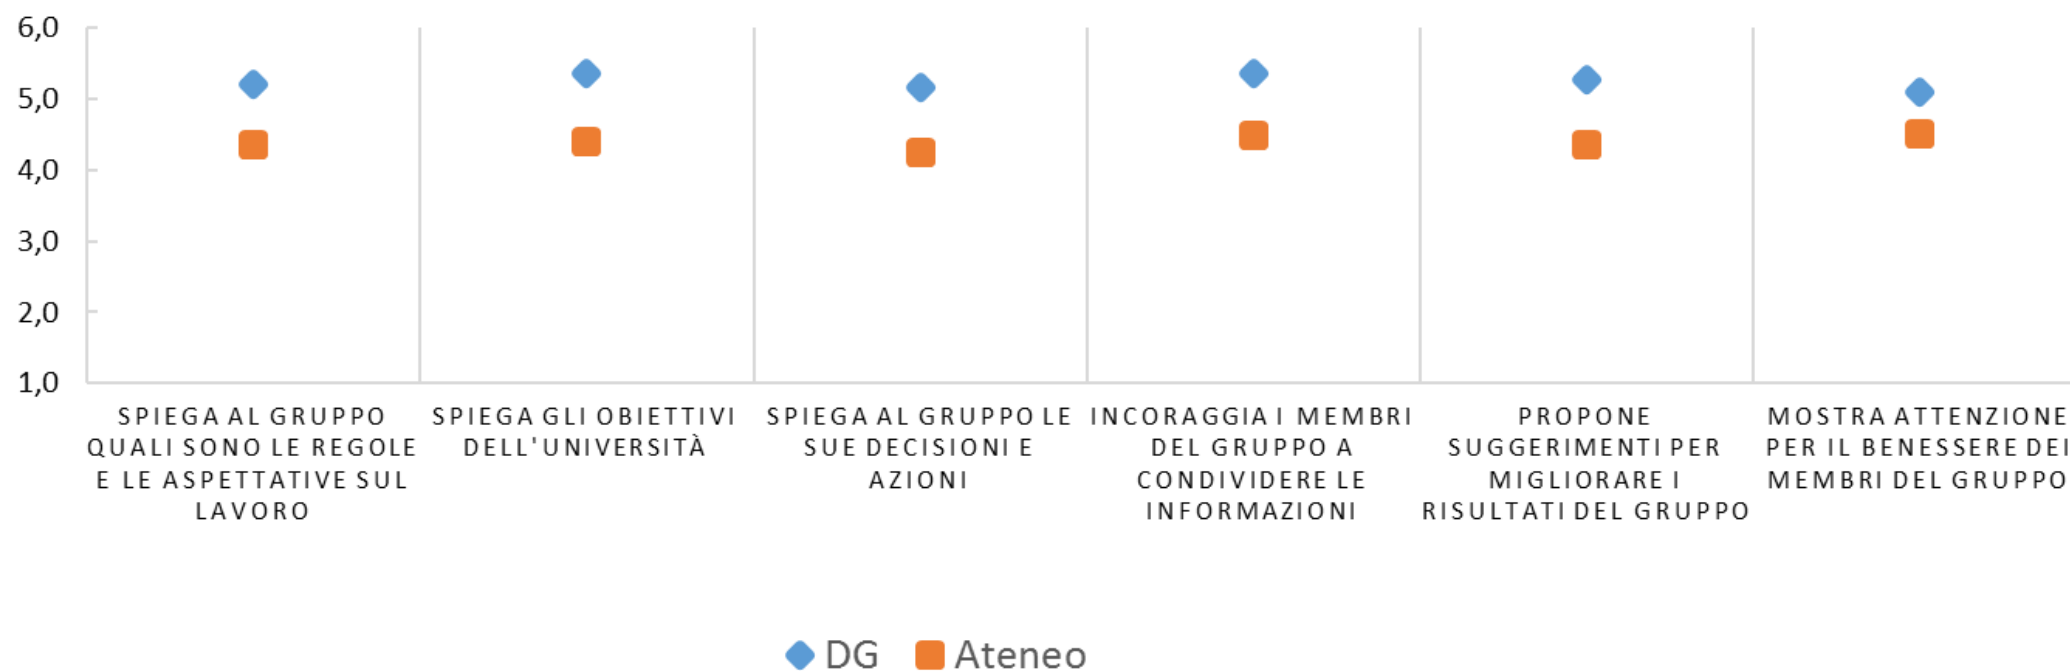 6,0
5,0
4,0
3,0
2,0
1,0
SPIEGA AL GRUPPO
QUALI SONO LE REGOLE
E LE ASPETTATIVE SUL
LAVORO
SPIEGA GLI OBIETTIVI
DELL'UNIVERSITÀ
SPIEGA AL GRUPPO LE
SUE DECISIONI E
AZIONI
INCORAGGIA I MEMBRI
DEL GRUPPO A
CONDIVIDERE LE
INFORMAZIONI
PROPONE
SUGGERIMENTI PER
MIGLIORARE I
RISULTATI DEL GRUPPO
MOSTRA ATTENZIONE
PER IL BENESSERE DEI
MEMBRI DEL GRUPPO
DG
Ateneo